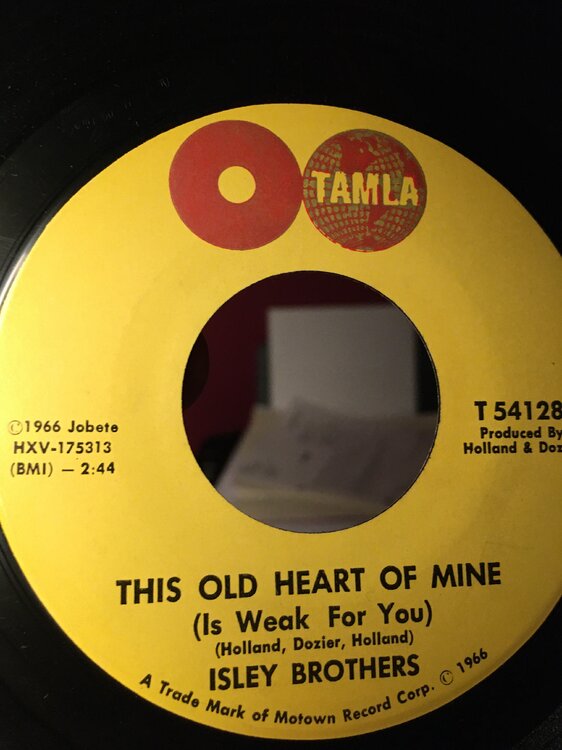 TAMLA
©1966 Jobete
HXV-175313
(BMI) — 2:44
T 54128
Produced By
Holland & Doz
THIS OLD HEART OF MINE
(Is Weak For You)
(Holland, Dozier, Holland)
ISLEY BROTHERS
A Trade Mark of Motown Record Corp. © 1966